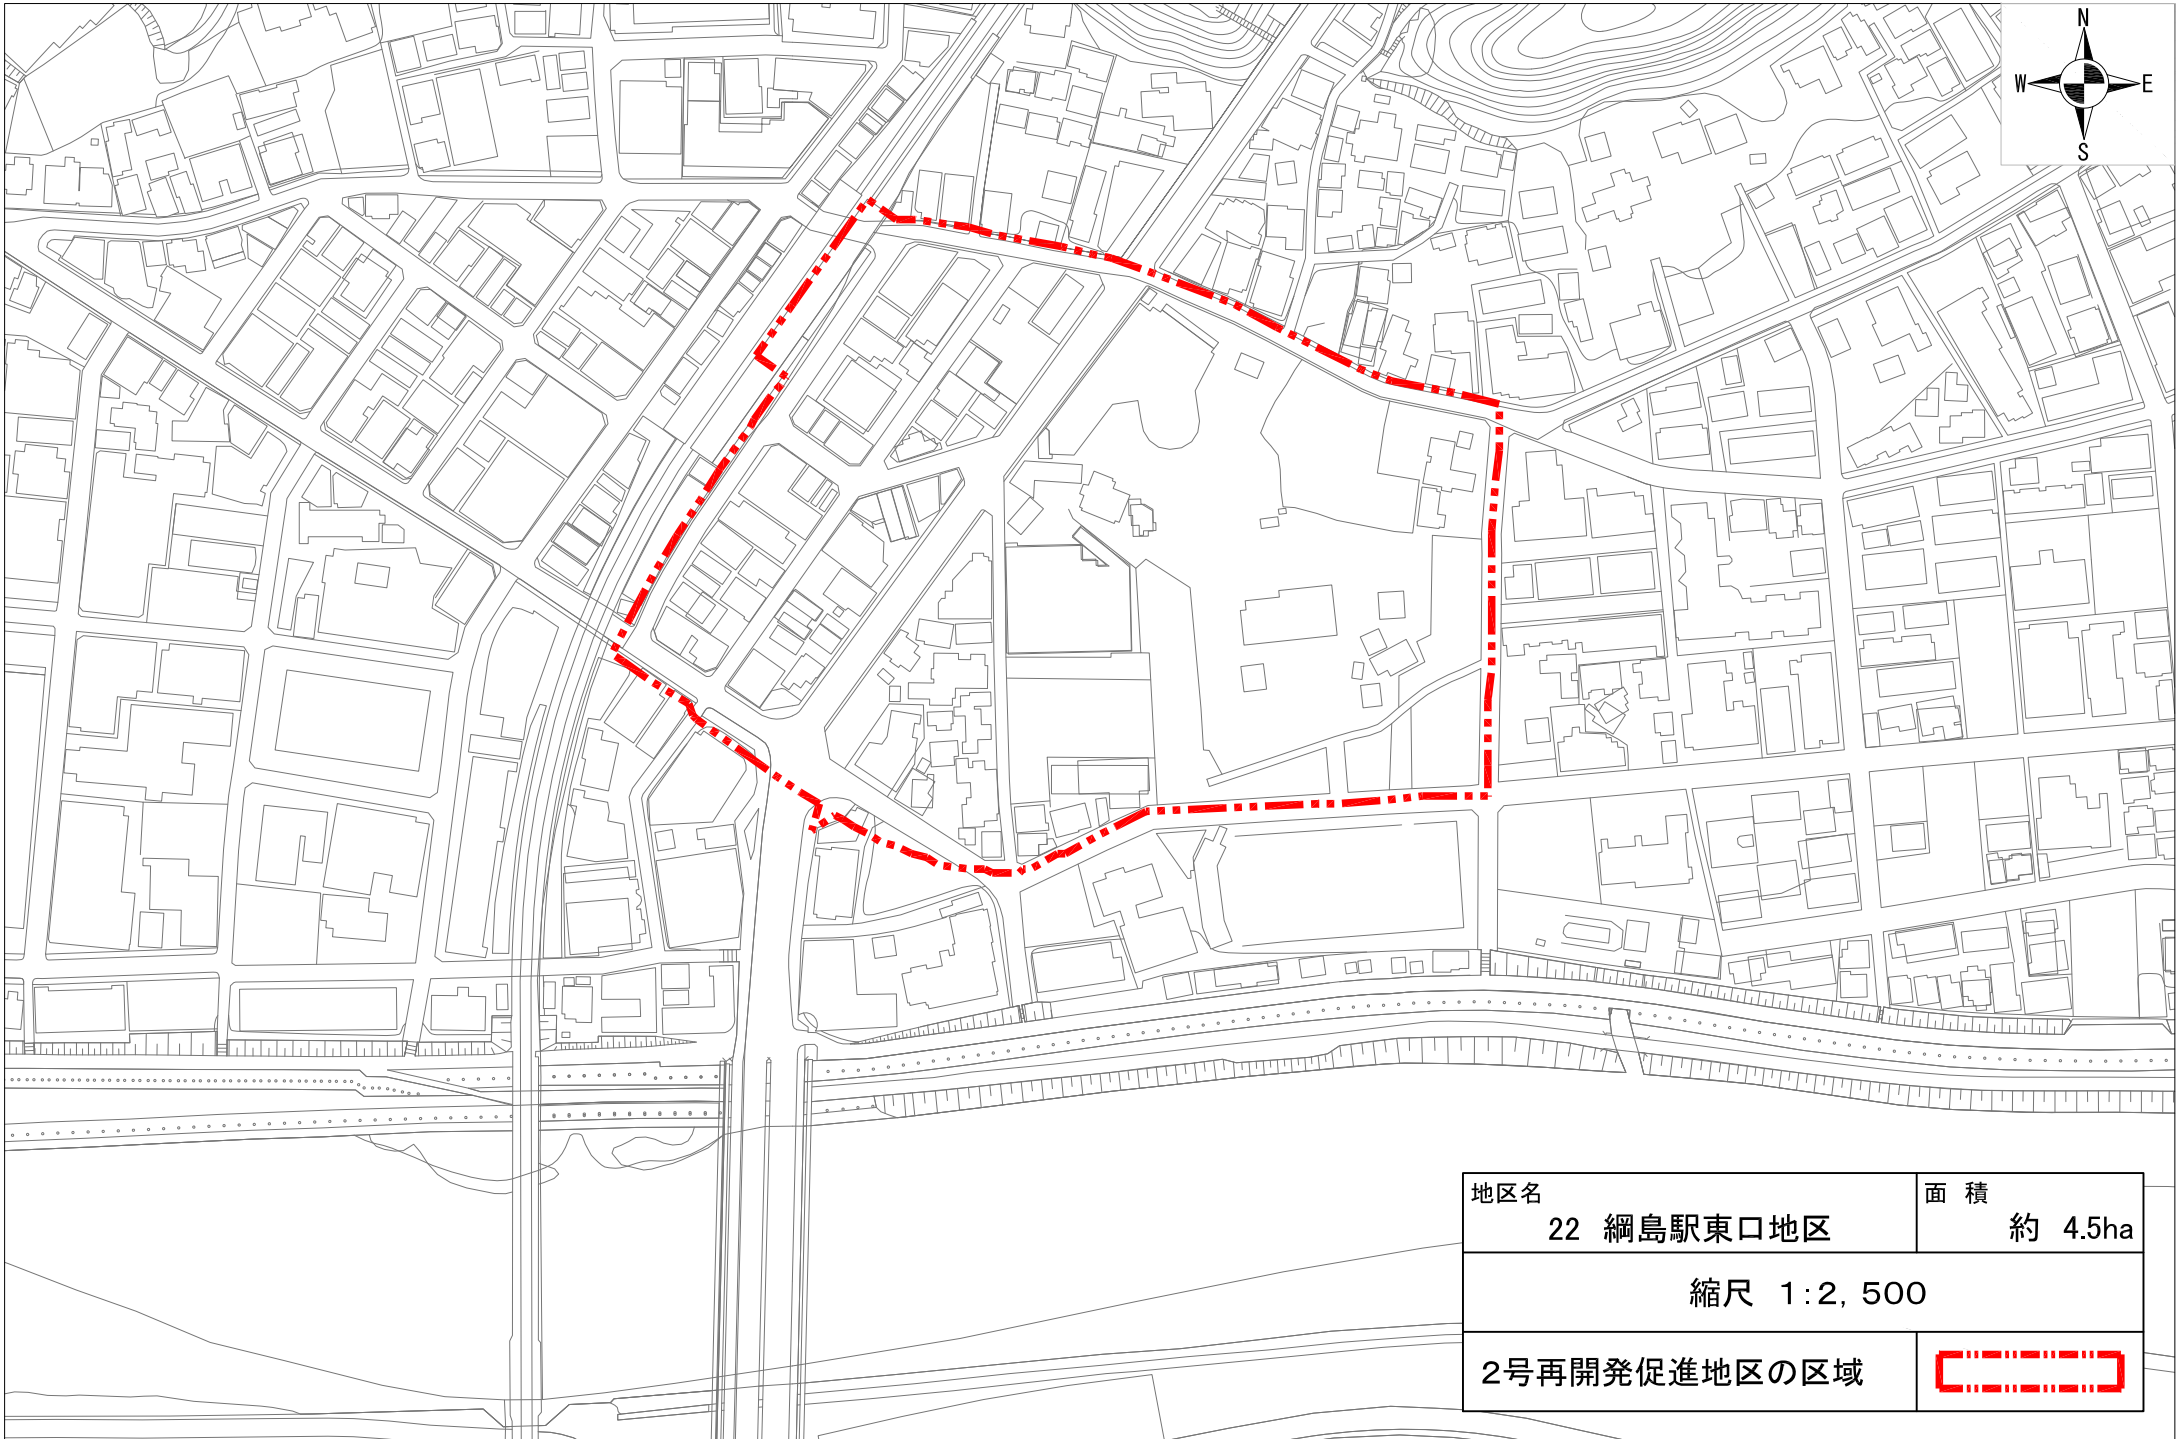 N
W E
S
地区名
22 綱島駅東口地区
面 積
約 4.5ha
縮尺 1:2,500
2号再開発促進地区の区域